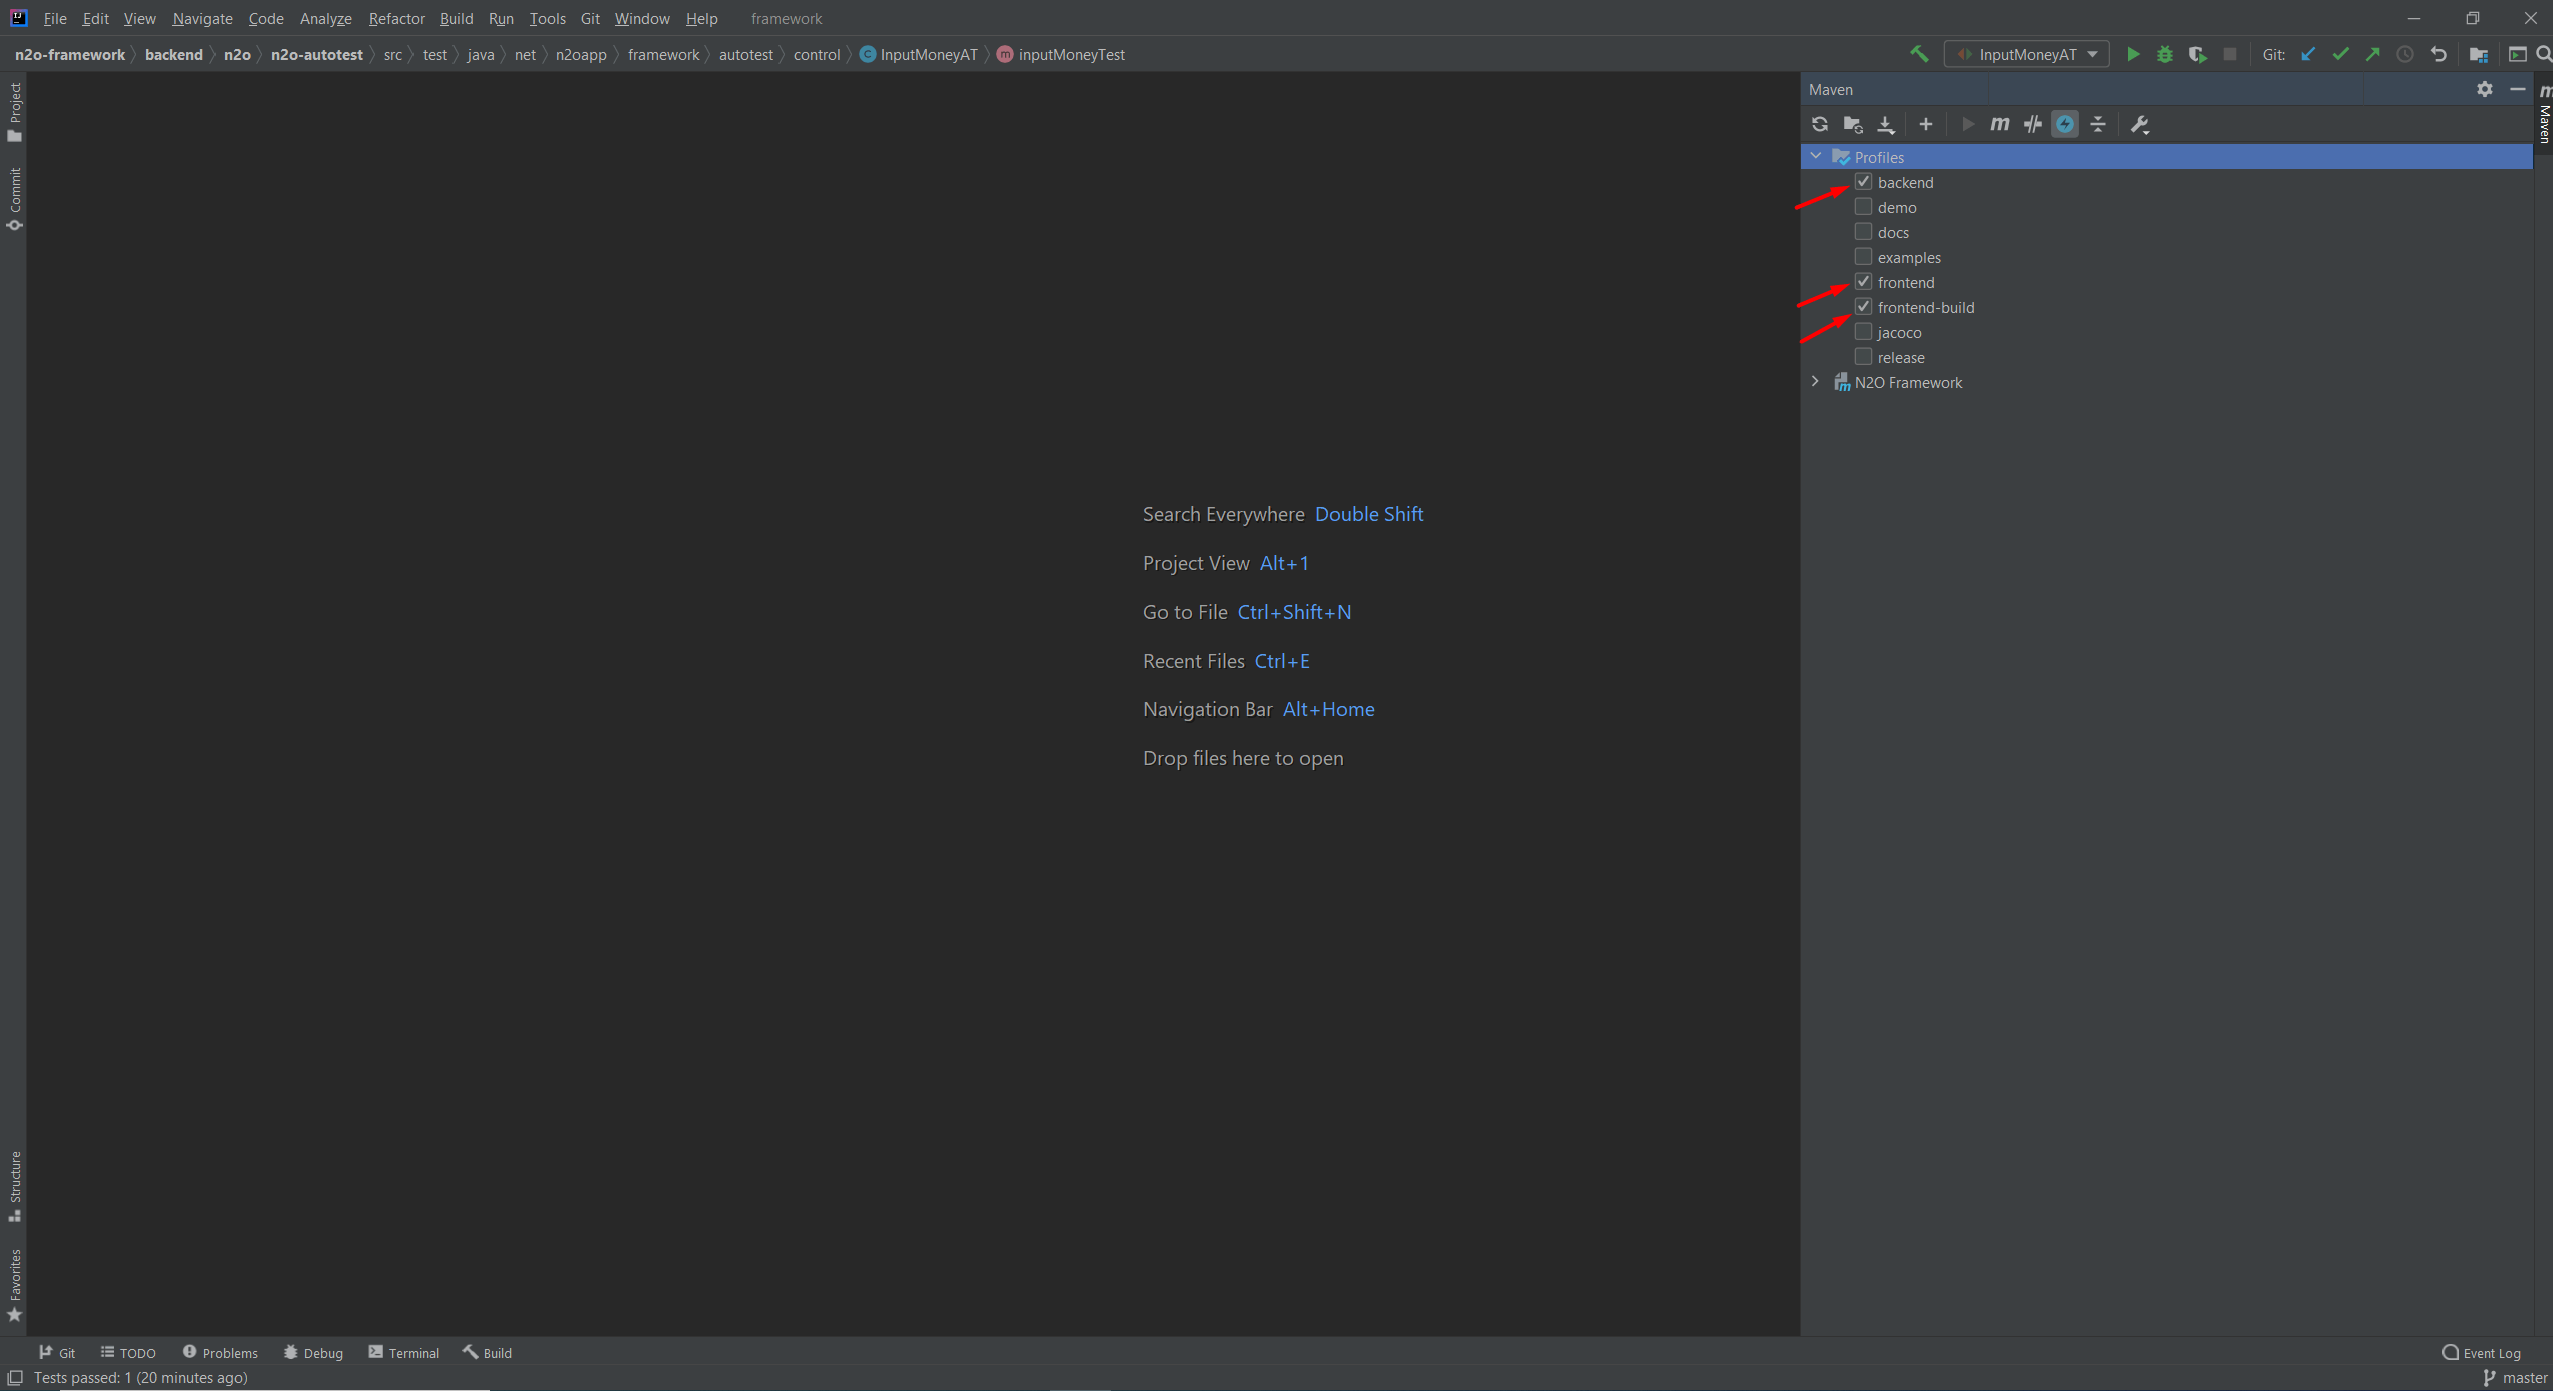 File Edit View Navigate Code Analyze Refactor Build Run Tools Git Window Help framework
n2o-framework backend n2o n2o-autotest src test java net n2oapp framework autotest control InputMoneyAT inputMoneyTest InputMoneyAT Git:
Project
Commit
Structure
Favorites
Search Everywhere Double Shift
Project View Alt+1
Go to File Ctrl+Shift+N
Recent Files Ctrl+E
Navigation Bar Alt+Home
Drop files here to open
Maven
Profiles
backend
demo
docs
examples
frontend
frontend-build
jacoco
release
N2O Framework
Maven
Git TODO Problems Debug Terminal Build Event Log
Tests passed: 1 (20 minutes ago) master